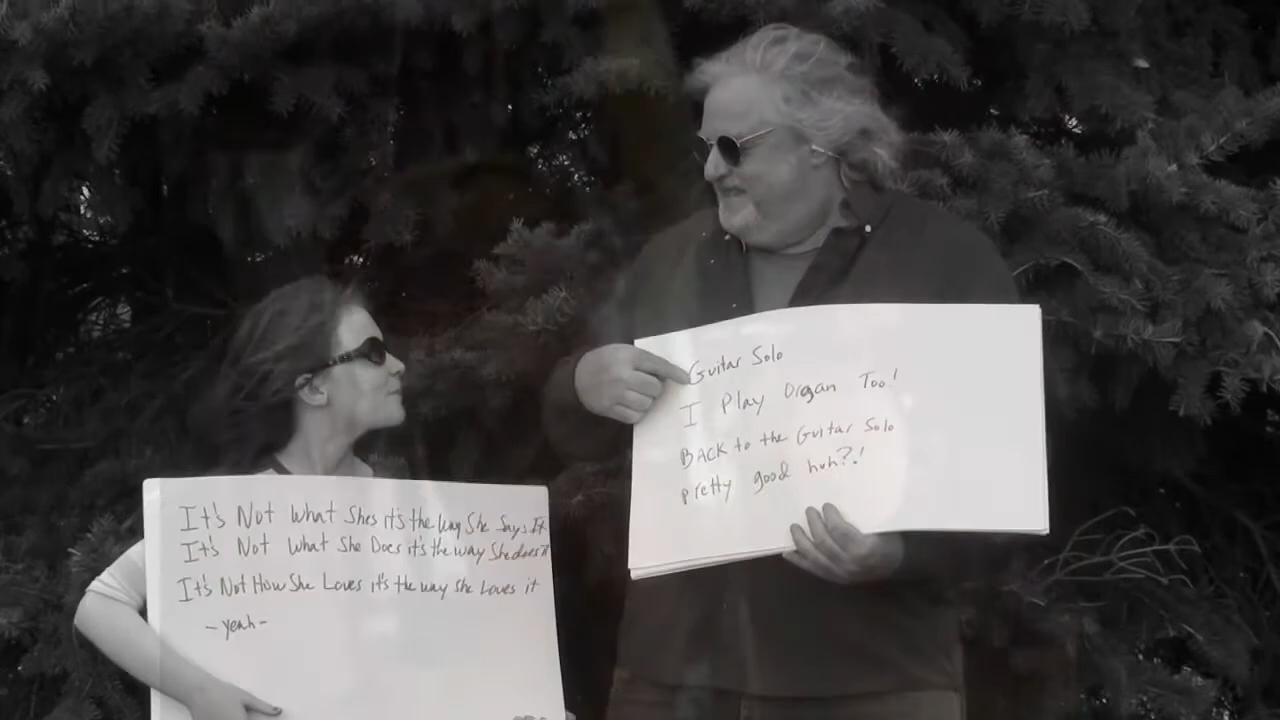 It's Not What Shes it's the way She Says It
It's Not What She Does it's the way She does it
It's Not How She Loves it's the way she Loves it
-yeah-
Guitar Solo
I Play Organ Too!
BACK to the Guitar Solo
pretty good huh?!